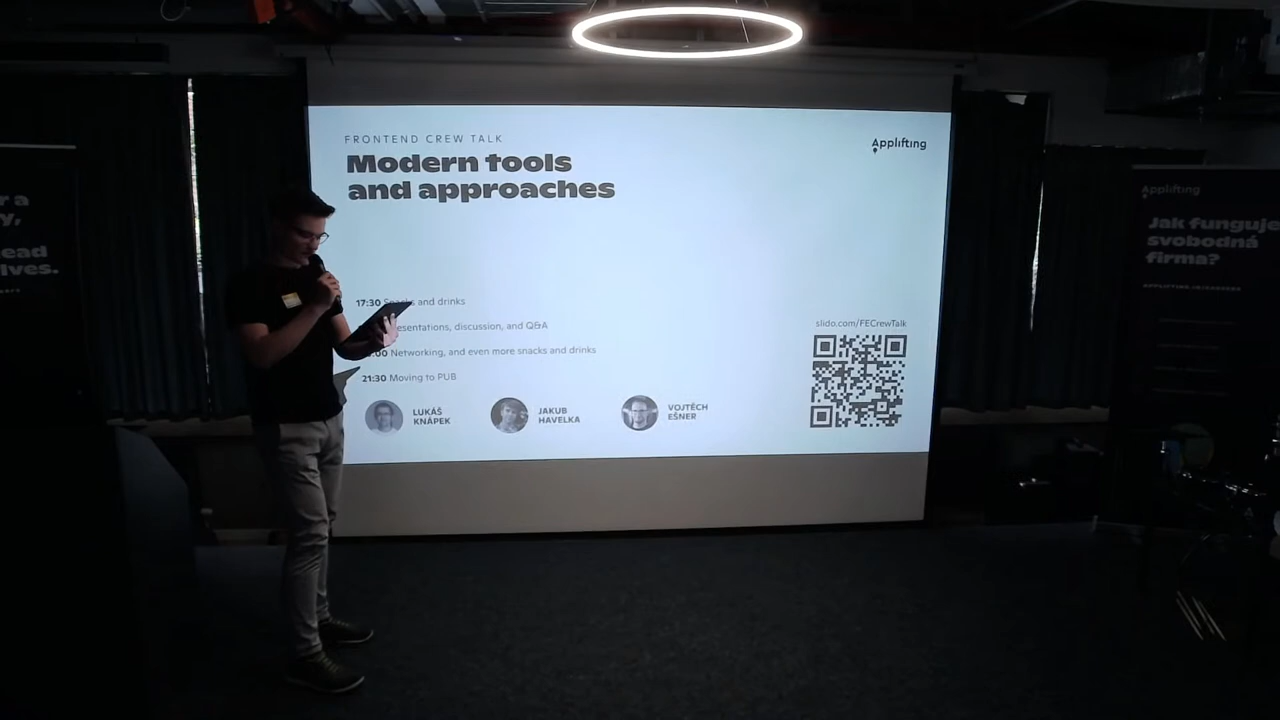 FRONTEND CREW TALK
Modern tools
and approaches
Applifting
17:30 Snacks and drinks
esentations, discussion, and Q&A
:00 Networking, and even more snacks and drinks
21:30 Moving to PUB
LUKÁŠ
KNÁPEK
JAKUB
HAVELKA
VOJTĚCH
EŠNER
slido.com/FECrewTalk
r a
y,
ead
lves.
Applifting
Jak funguje
svobodná
firma?